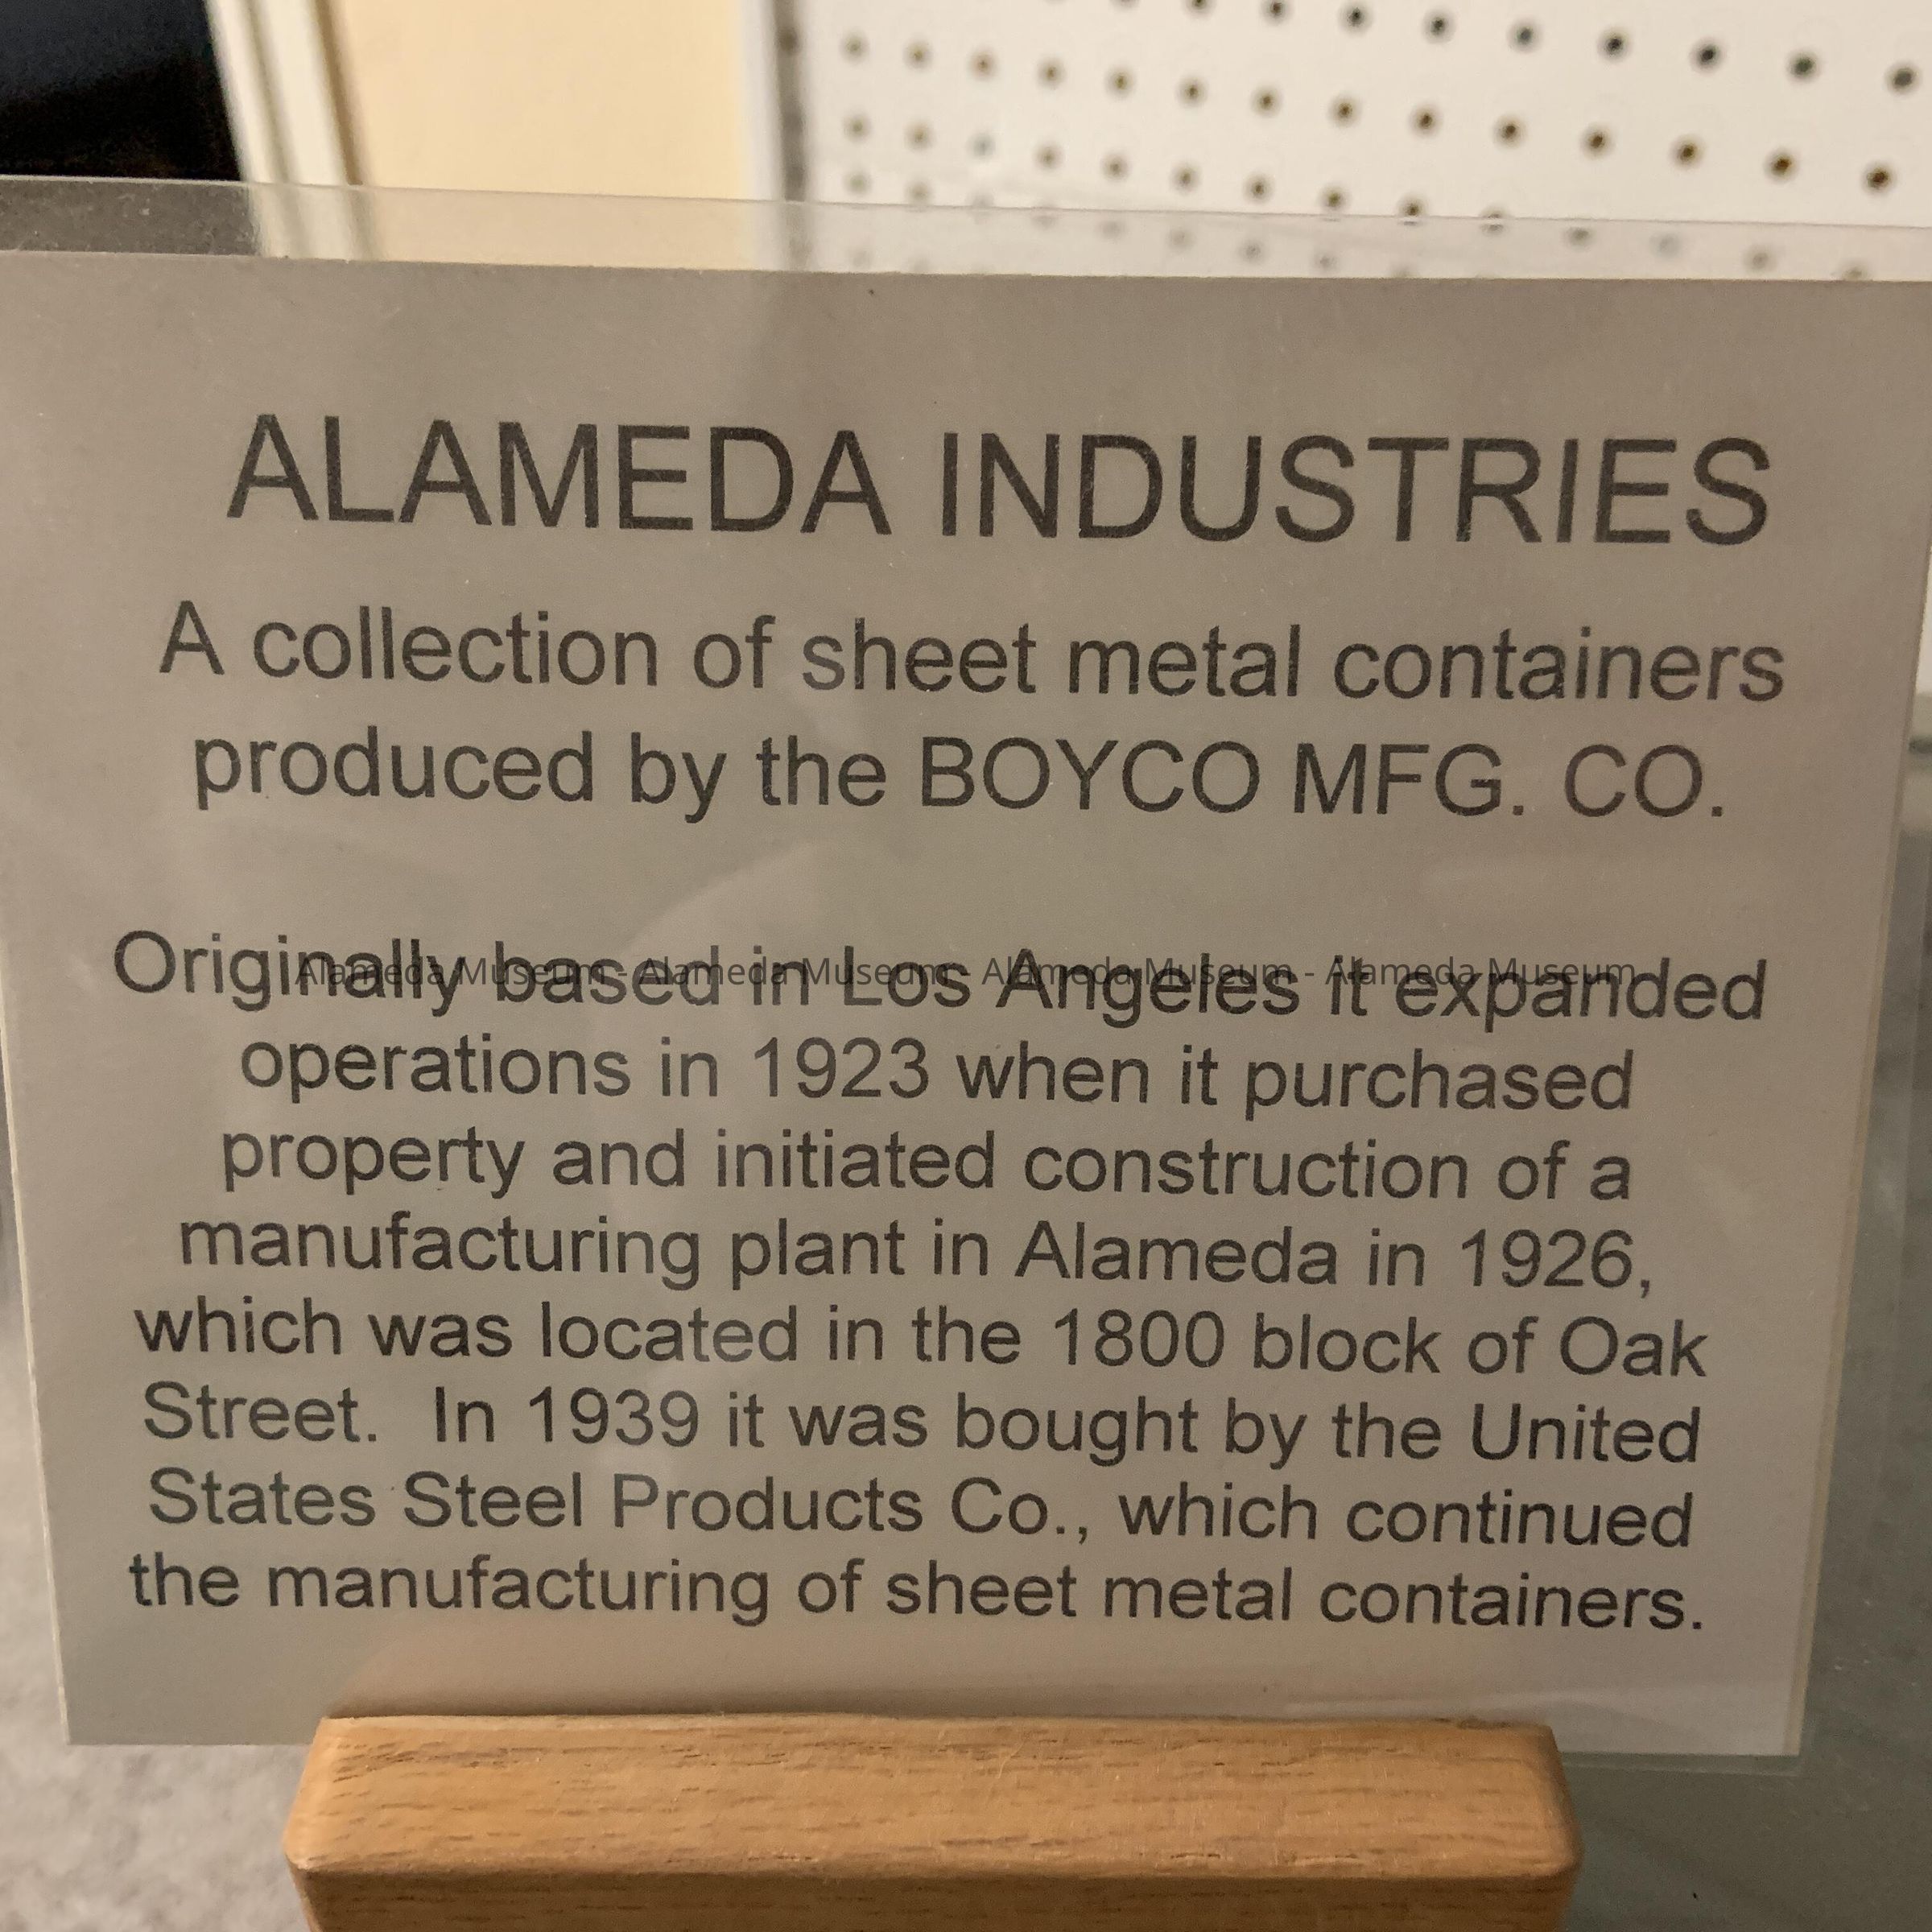 ALAMEDA INDUSTRIES
A collection of sheet metal containers
produced by the BOYCO MFG. CO.
Originally based in Los Angeles it expanded
Alameda Museum - Alameda Museum - Alameda Museum - Alameda Museum
operations in 1923 when it purchased
property and initiated construction of a
manufacturing plant in Alameda in 1926,
which was located in the 1800 block of Oak
Street.  In 1939 it was bought by the United
States Steel Products Co., which continued
the manufacturing of sheet metal containers.